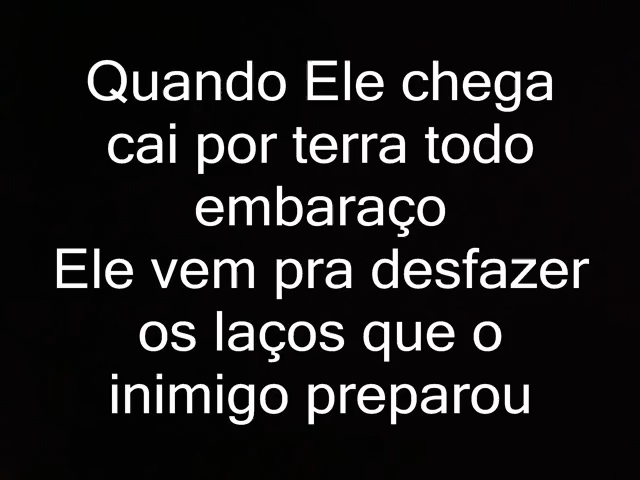 Quando Ele chega
cai por terra todo
embaraço
Ele vem pra desfazer
os laços que o
inimigo preparou